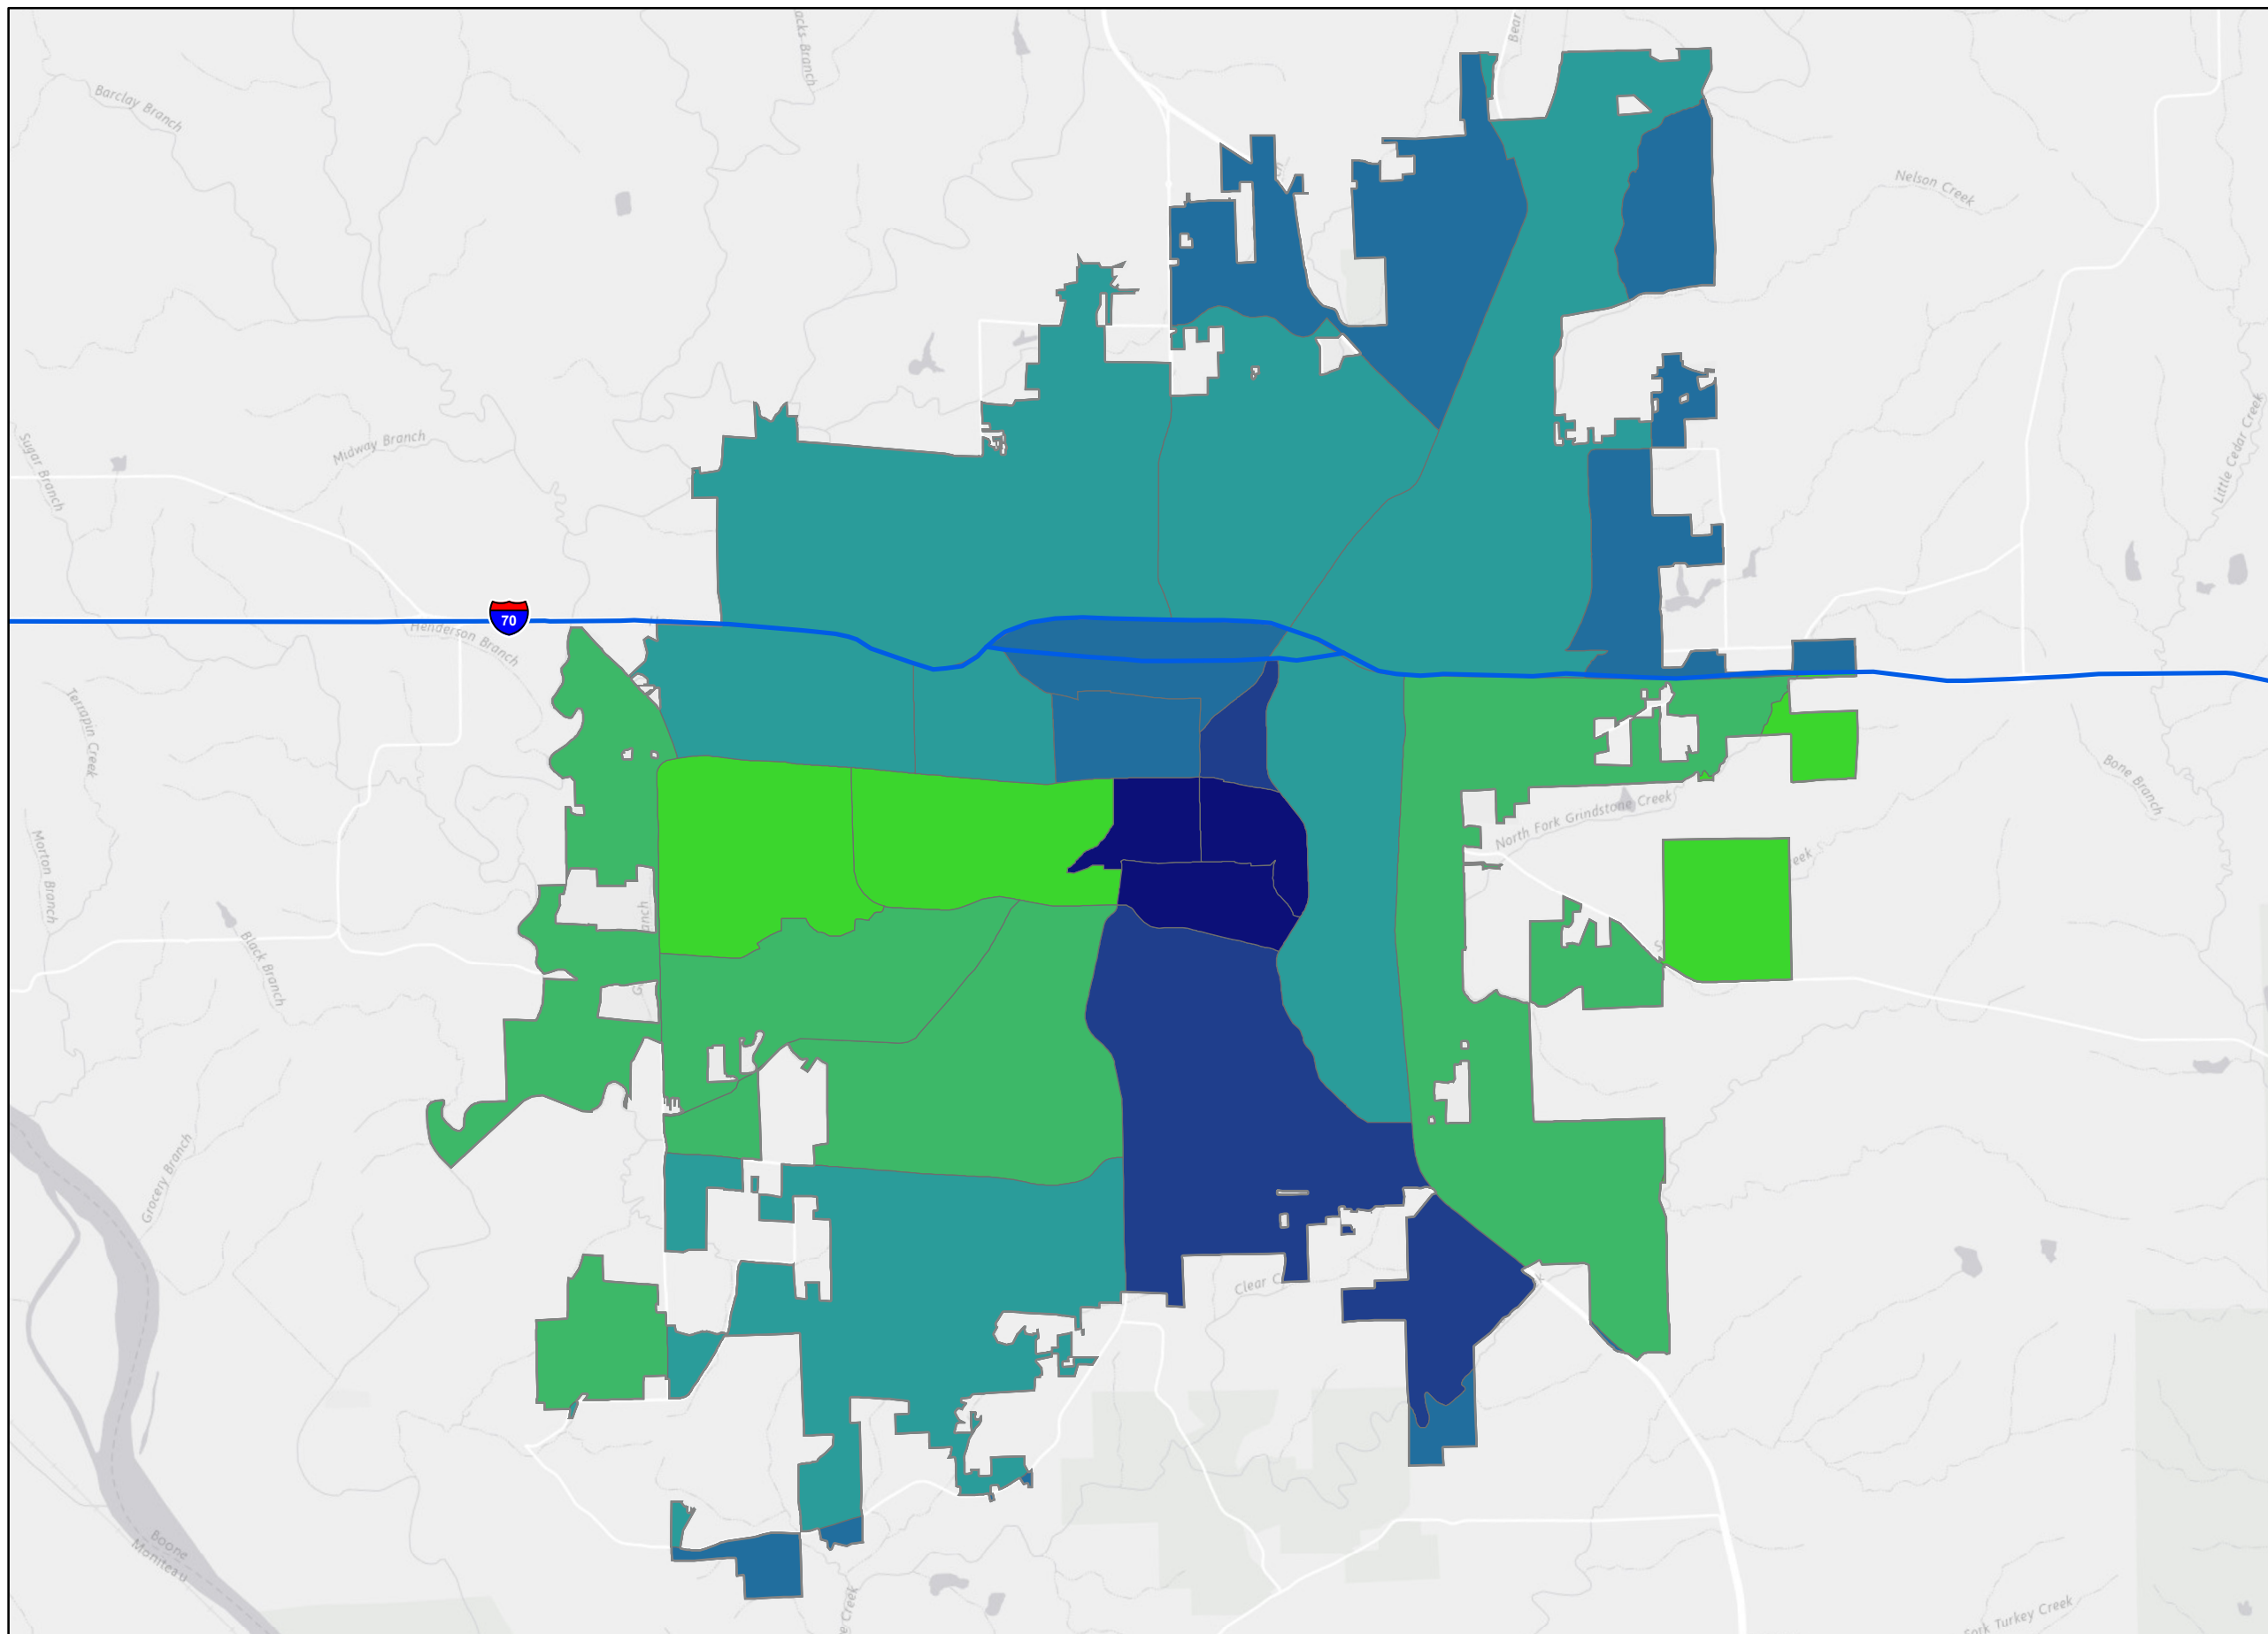 Barclay Branch
Nelson Creek
Midway Branch
Sugar Branch
Little Cedar Creek
70
Henderson Branch
Terrapin Creek
Bone Branch
North Fork Grindstone Creek
Morton Branch
Black Branch
Grocery Branch
Clear C
Boone
Moniteau
Fork Turkey Creek